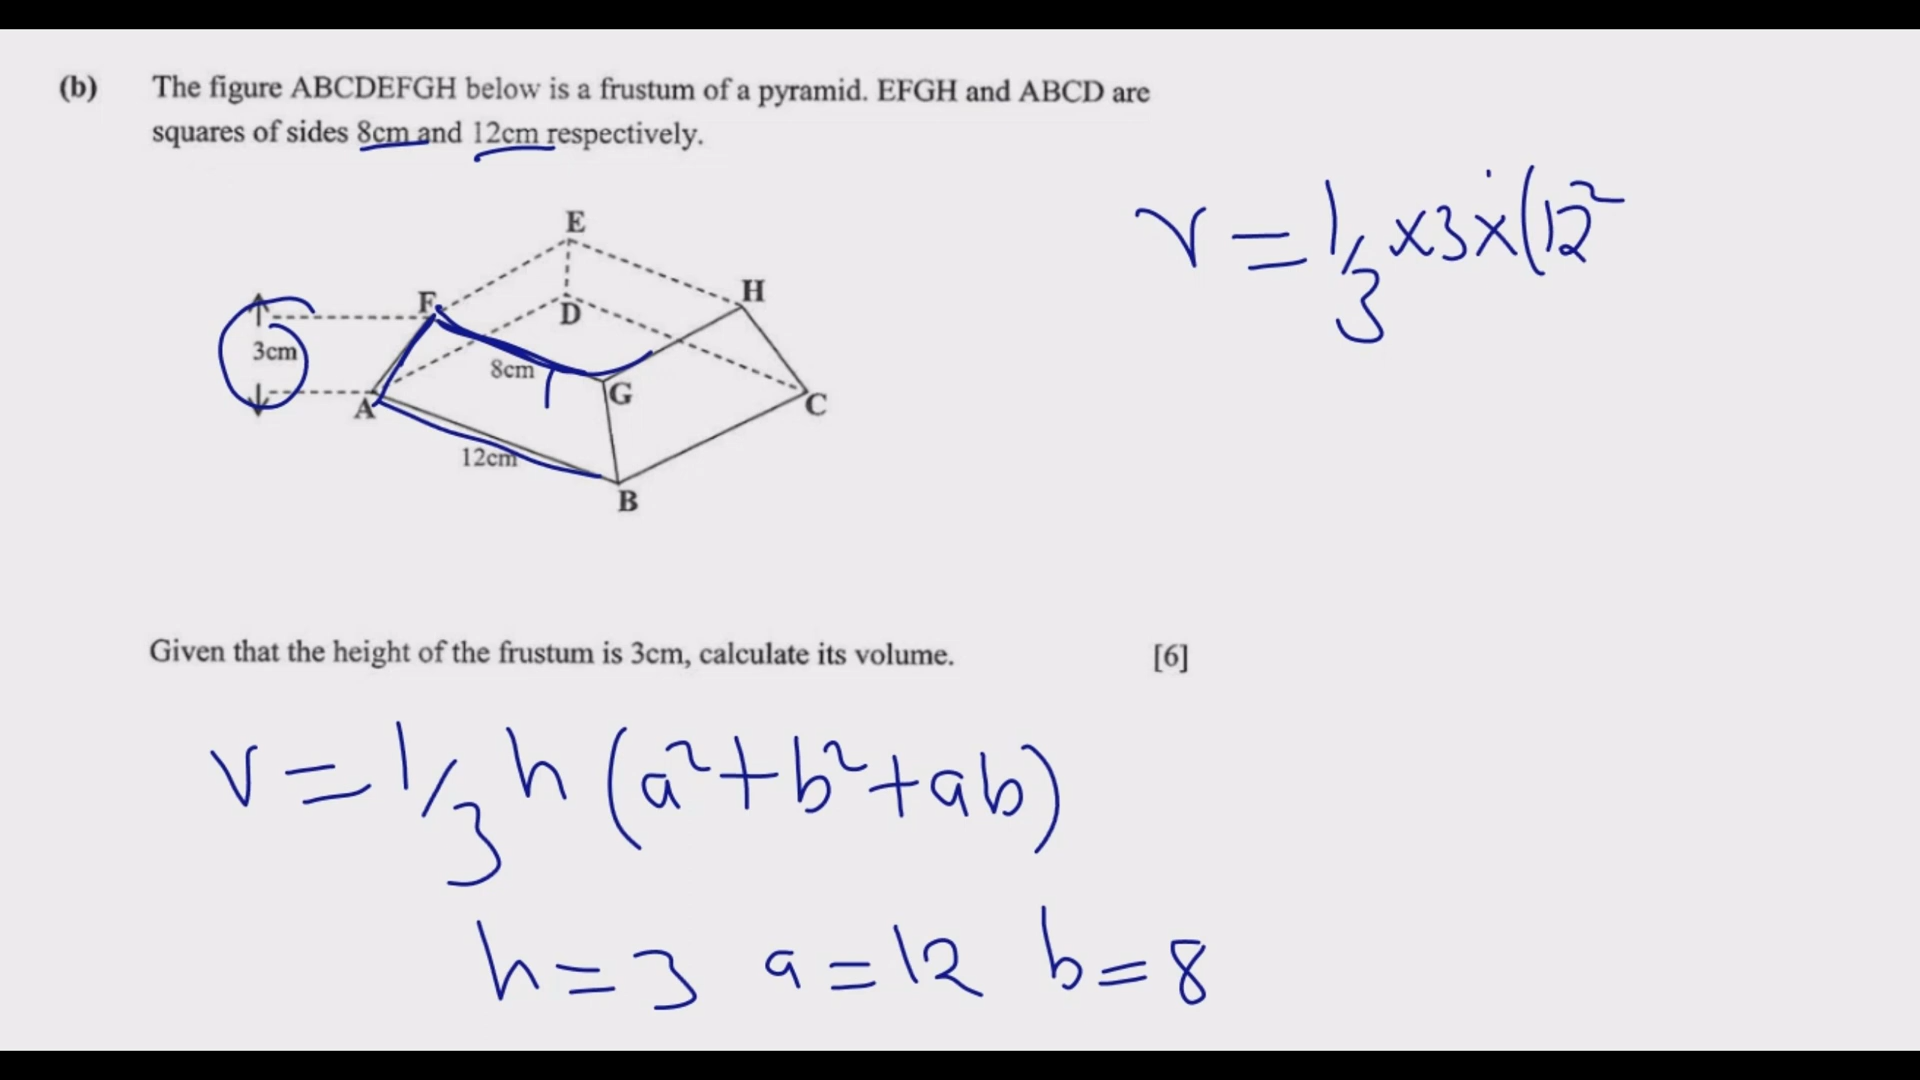 (b) The figure ABCDEFGH below is a frustum of a pyramid. EFGH and ABCD are
squares of sides 8cm and 12cm respectively.
V = 1/3 × 3 × (12²
E
H
F
D
3cm
8cm
G
A
C
12cm
B
Given that the height of the frustum is 3cm, calculate its volume. [6]
V = 1/3 h (a² + b² + ab)
h = 3 a = 12 b = 8